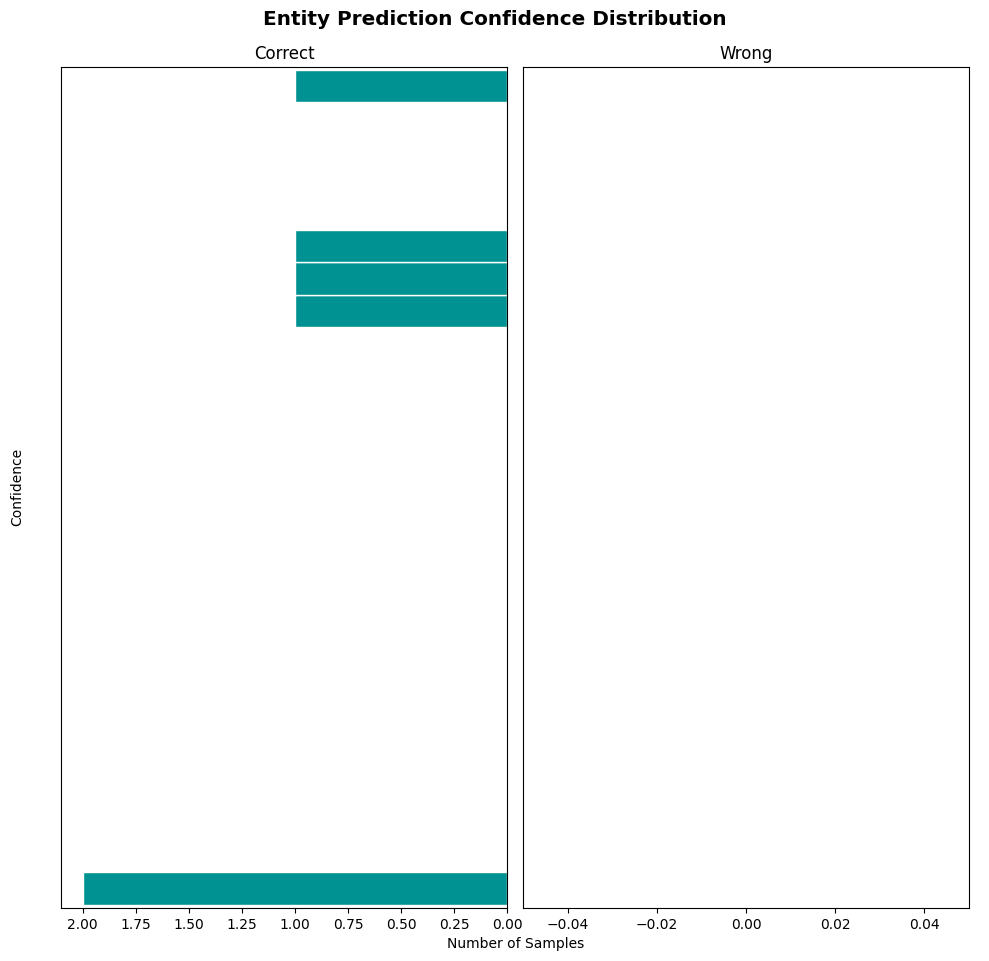 Entity Prediction Confidence Distribution
Correct
Wrong
Confidence
2.00 1.75 1.50 1.25 1.00 0.75 0.50 0.25 0.00
−0.04 −0.02 0.00 0.02 0.04
Number of Samples